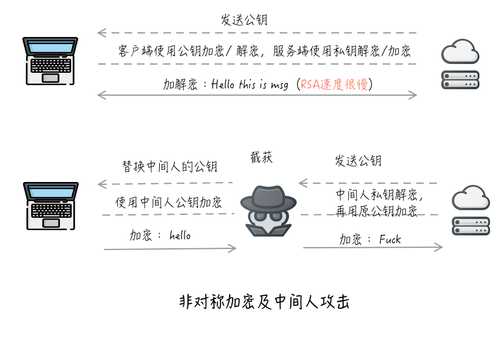 发送公钥
客户端使用公钥加密/ 解密，服务端使用私钥解密/加密
加解密：Hello this is msg（RSA速度很慢）
截获
替换中间人的公钥
发送公钥
使用中间人公钥加密
中间人私钥解密，
再用原公钥加密
加密：hello
加密：Fuck
非对称加密及中间人攻击